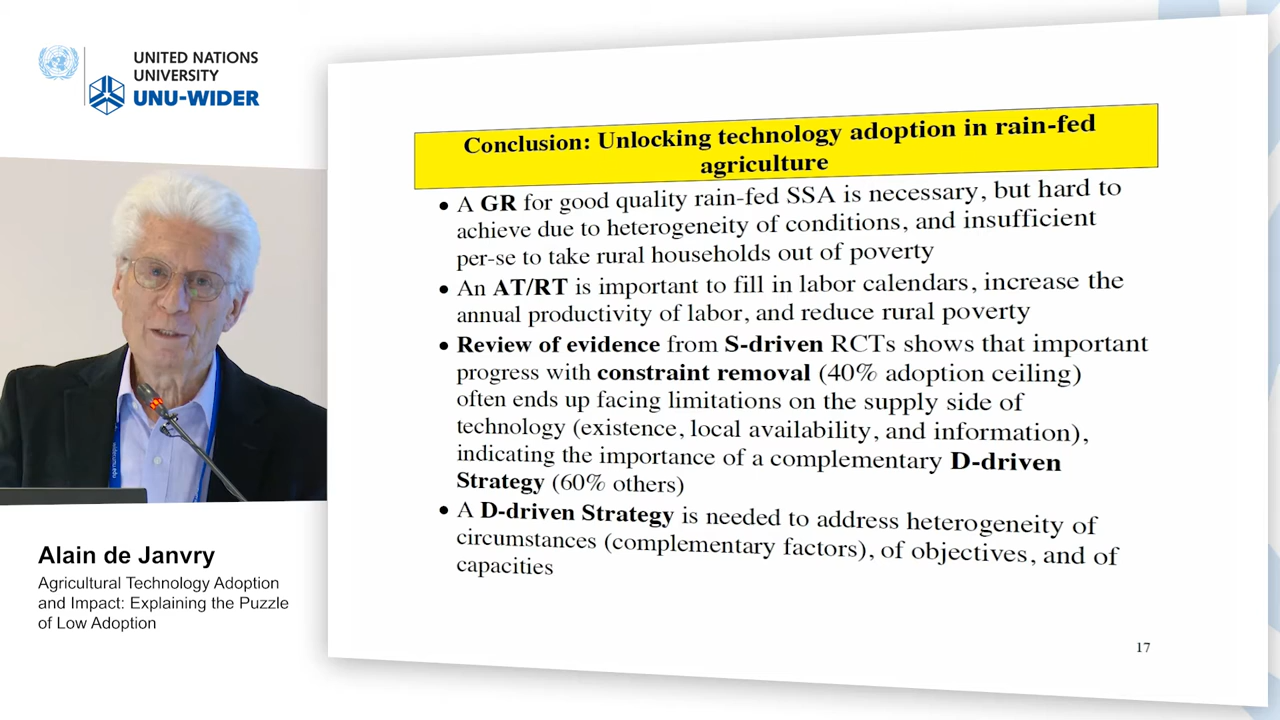 UNITED NATIONS
UNIVERSITY
UNU-WIDER
Alain de Janvry
Agricultural Technology Adoption
and Impact: Explaining the Puzzle
of Low Adoption
Conclusion: Unlocking technology adoption in rain-fed
agriculture
• A GR for good quality rain-fed SSA is necessary, but hard to
achieve due to heterogeneity of conditions, and insufficient
per-se to take rural households out of poverty
• An AT/RT is important to fill in labor calendars, increase the
annual productivity of labor, and reduce rural poverty
• Review of evidence from S-driven RCTs shows that important
progress with constraint removal (40% adoption ceiling)
often ends up facing limitations on the supply side of
technology (existence, local availability, and information),
indicating the importance of a complementary D-driven
Strategy (60% others)
• A D-driven Strategy is needed to address heterogeneity of
circumstances (complementary factors), of objectives, and of
capacities
17